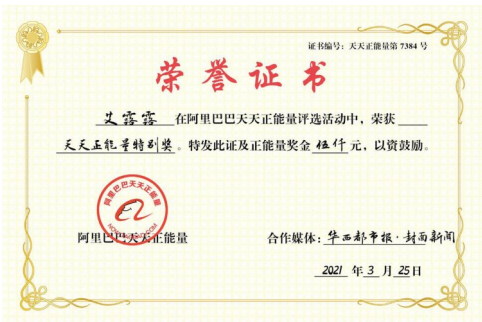 证书编号：天天正能量第 7384 号
荣誉证书
艾露露 在阿里巴巴天天正能量评选活动中，荣获
天天正能量特别奖。特发此证及正能量奖金 伍仟 元，以资鼓励。
阿里巴巴天天正能量
阿里巴巴天天正能量
合作媒体：华西都市报·封面新闻
2021 年 3 月 25 日